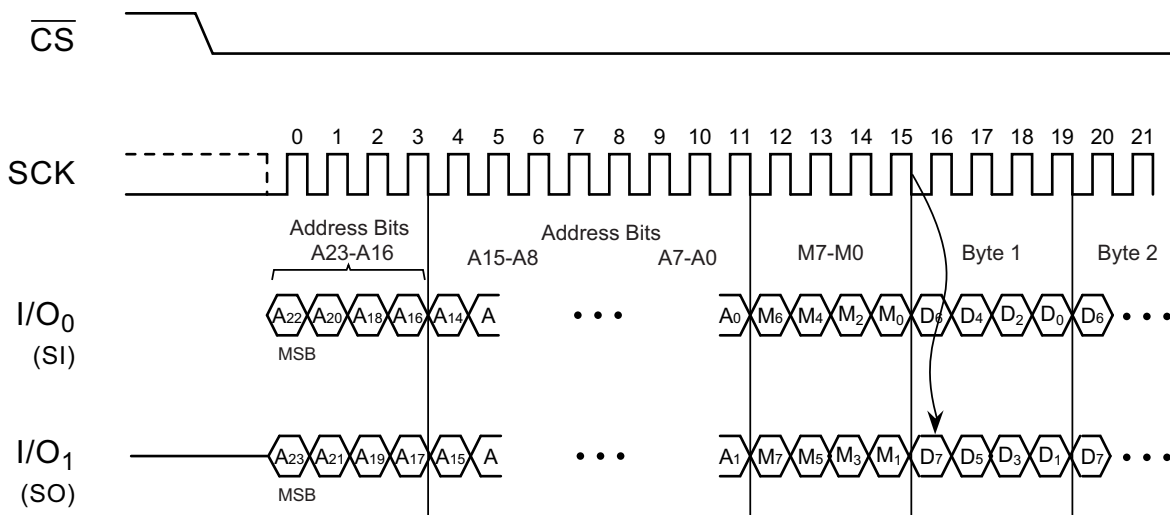 CS
0 1 2 3 4 5 6 7 8 9 10 11 12 13 14 15 16 17 18 19 20 21
SCK
Address Bits
A23-A16
Address Bits
A15-A8 A7-A0
M7-M0
Byte 1
Byte 2
I/O0
(SI)
A22 A20 A18 A16 A14 A • • • A0 M6 M4 M2 M0 D6 D4 D2 D0 D6 • • •
MSB
I/O1
(SO)
A23 A21 A19 A17 A15 A • • • A1 M7 M5 M3 M1 D7 D5 D3 D1 D7 • • •
MSB